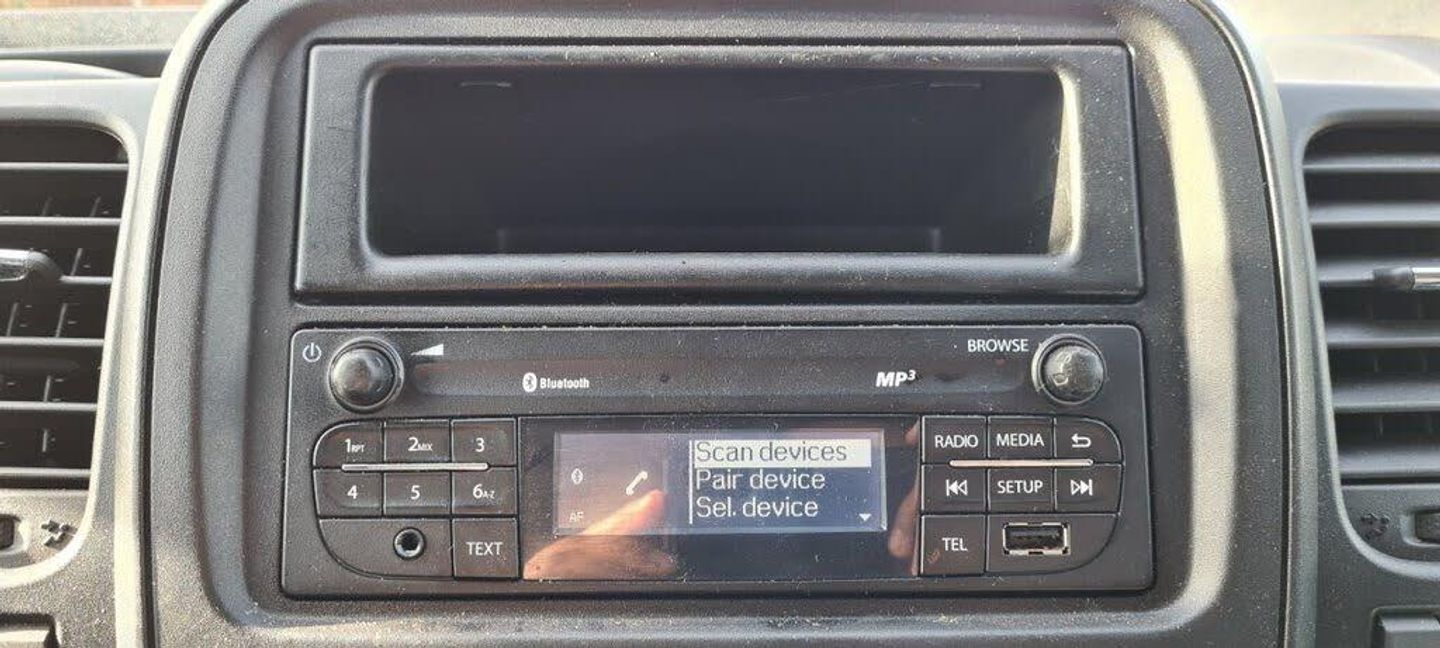 BROWSE
Bluetooth
MP3
1RPT
2MIX
3
4
5
6A-Z
TEXT
Scan devices
Pair device
Sel. device
AF
RADIO
MEDIA
SETUP
TEL